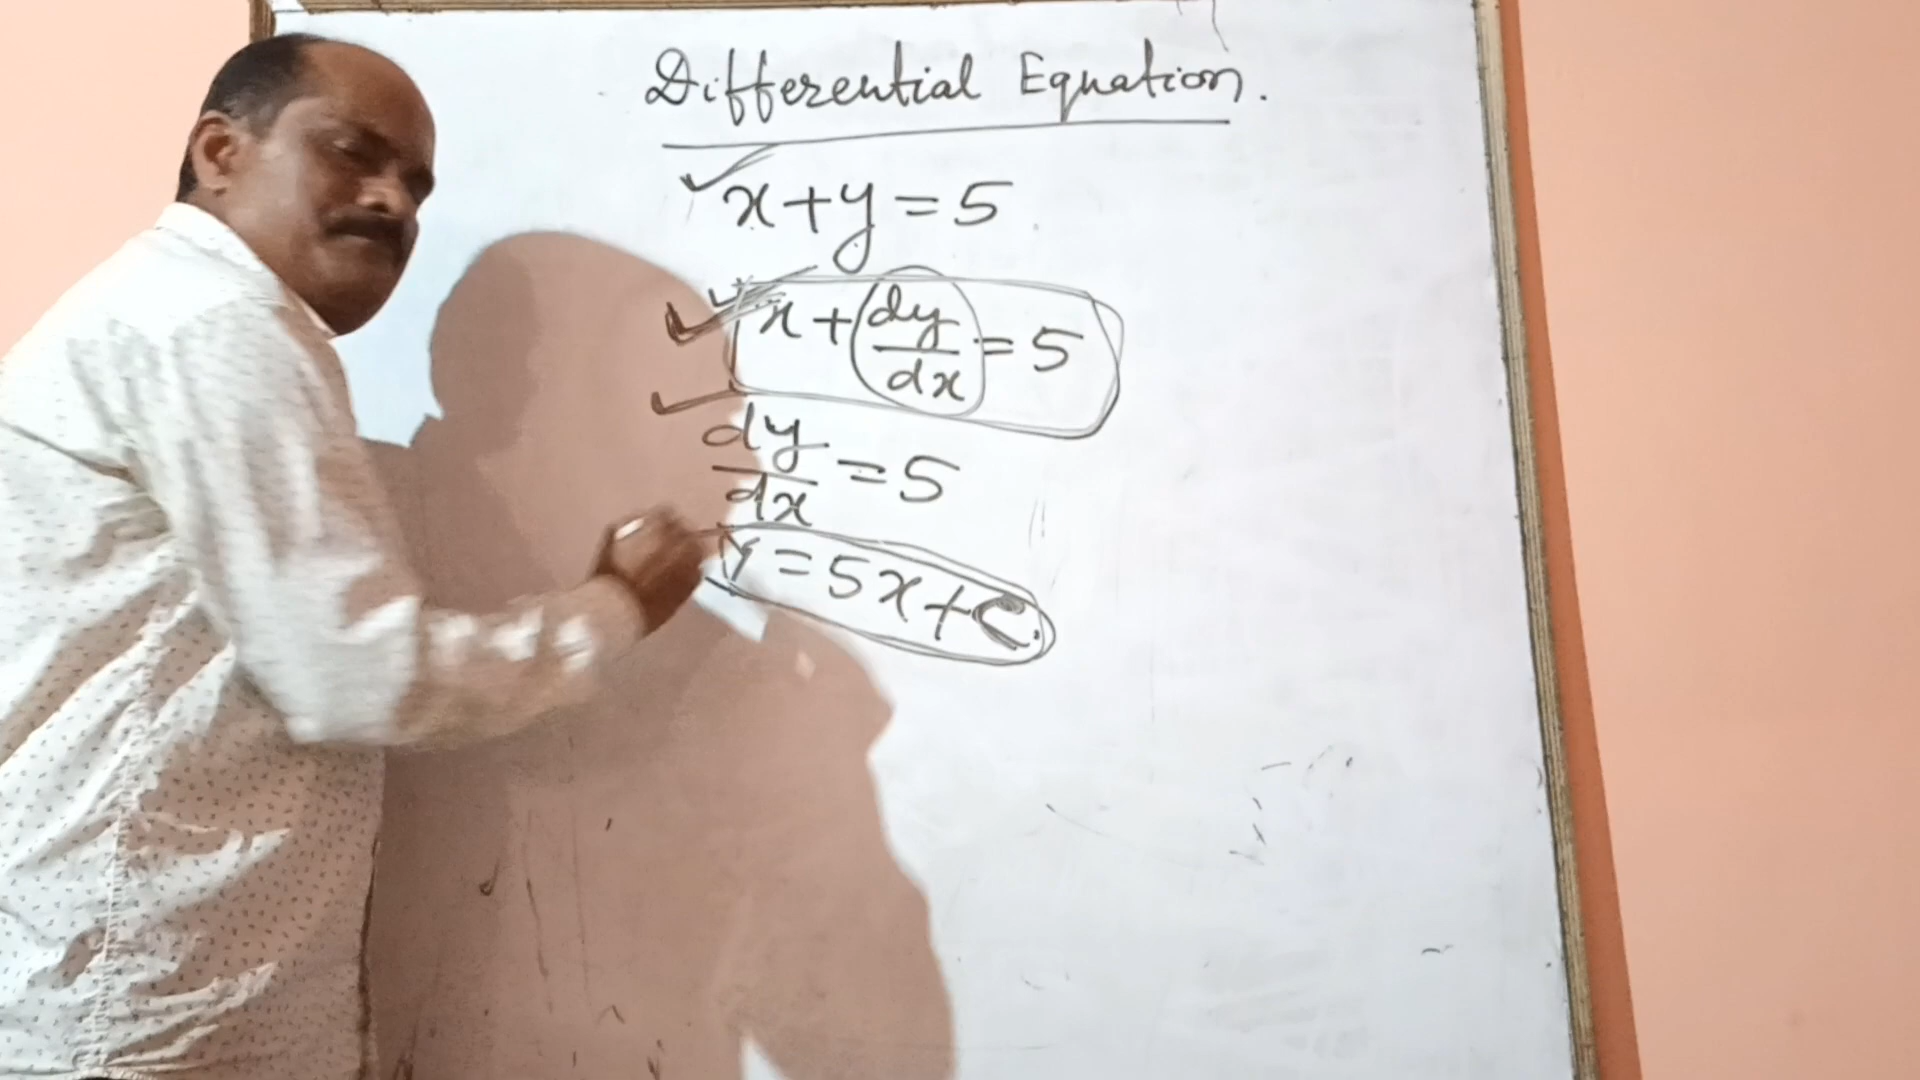 Differential Equation.
x+y=5
x+dy/dx=5
dy/dx=5
y=5x+C.